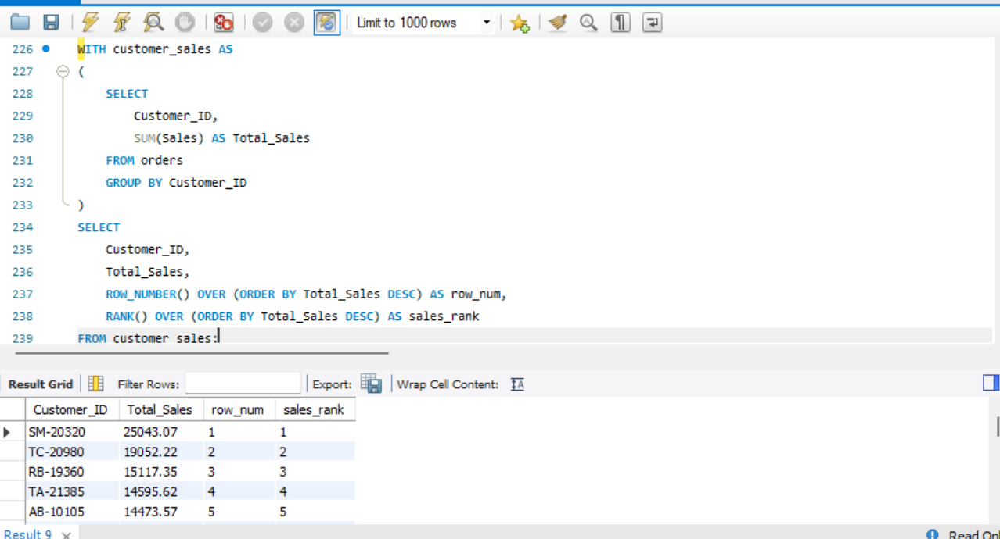 Limit to 1000 rows
226 WITH customer_sales AS
227 (
228 SELECT
229 Customer_ID,
230 SUM(Sales) AS Total_Sales
231 FROM orders
232 GROUP BY Customer_ID
233 )
234 SELECT
235 Customer_ID,
236 Total_Sales,
237 ROW_NUMBER() OVER (ORDER BY Total_Sales DESC) AS row_num,
238 RANK() OVER (ORDER BY Total_Sales DESC) AS sales_rank
239 FROM customer_sales;
Result Grid Filter Rows: Export: Wrap Cell Content: IA
Customer_ID Total_Sales row_num sales_rank
SM-20320 25043.07 1 1
TC-20980 19052.22 2 2
RB-19360 15117.35 3 3
TA-21385 14595.62 4 4
AB-10105 14473.57 5 5
Result 9 × Read Onl